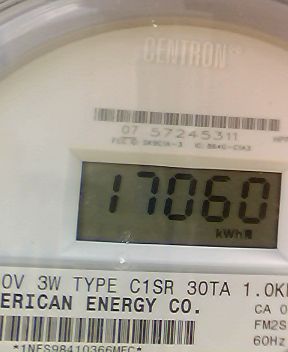 CENTRON®
07 57245311
17060
kWh
0V 3W TYPE C1SR 30TA 1.0K
ERICAN ENERGY CO.
CA 0
FM2S
60Hz
*1NFS98410366MEC*